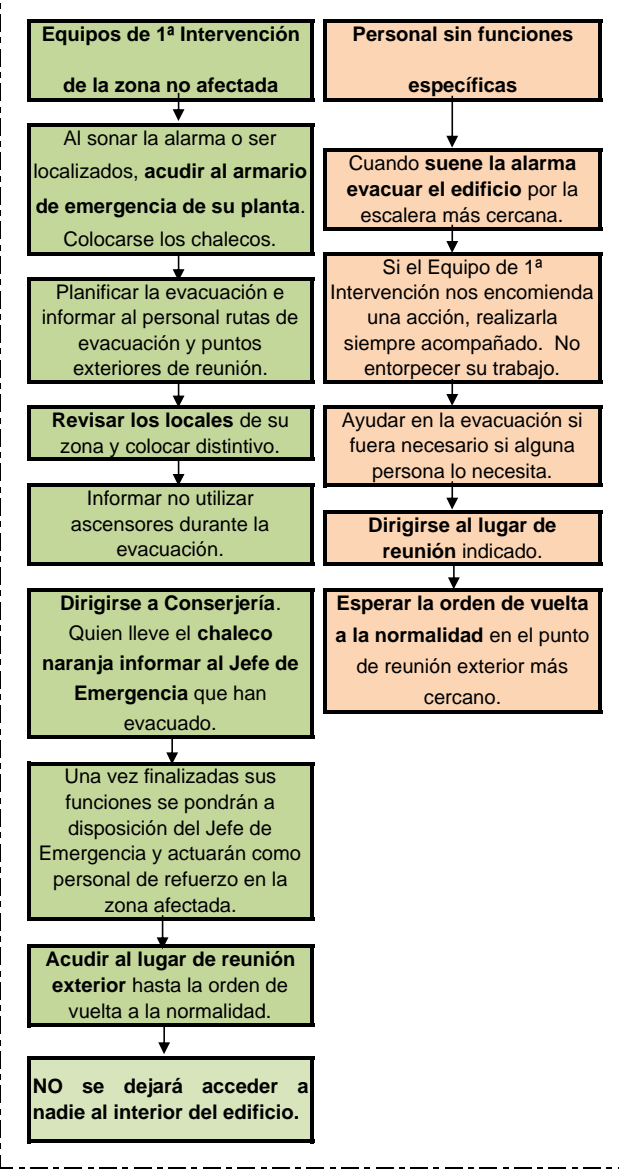 Equipos de 1ª Intervención
de la zona no afectada
Al sonar la alarma o ser
localizados, acudir al armario
de emergencia de su planta.
Colocarse los chalecos.
Planificar la evacuación e
informar al personal rutas de
evacuación y puntos
exteriores de reunión.
Revisar los locales de su
zona y colocar distintivo.
Informar no utilizar
ascensores durante la
evacuación.
Dirigirse a Conserjería.
Quien lleve el chaleco
naranja informar al Jefe de
Emergencia que han
evacuado.
Una vez finalizadas sus
funciones se pondrán a
disposición del Jefe de
Emergencia y actuarán como
personal de refuerzo en la
zona afectada.
Acudir al lugar de reunión
exterior hasta la orden de
vuelta a la normalidad.
NO se dejará acceder a
nadie al interior del edificio.
Personal sin funciones
específicas
Cuando suene la alarma
evacuar el edificio por la
escalera más cercana.
Si el Equipo de 1ª
Intervención nos encomienda
una acción, realizarla
siempre acompañado. No
entorpecer su trabajo.
Ayudar en la evacuación si
fuera necesario si alguna
persona lo necesita.
Dirigirse al lugar de
reunión indicado.
Esperar la orden de vuelta
a la normalidad en el punto
de reunión exterior más
cercano.